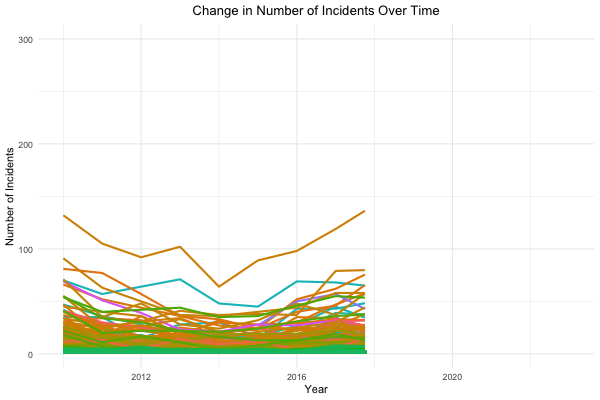 Change in Number of Incidents Over Time
300
200
100
0
Number of Incidents
2012
2016
2020
Year